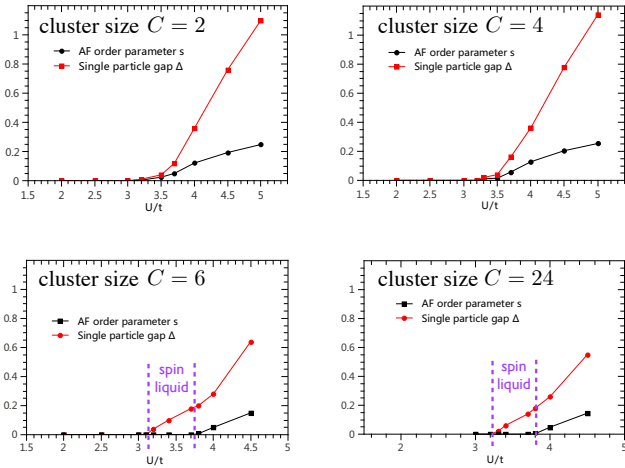 cluster size C = 2
AF order parameter s
Single particle gap Δ
1
0.8
0.6
0.4
0.2
0
1.5 2 2.5 3 3.5 4 4.5 5
U/t
cluster size C = 4
AF order parameter s
Single particle gap Δ
1
0.8
0.6
0.4
0.2
0
1.5 2 2.5 3 3.5 4 4.5 5
U/t
cluster size C = 6
AF order parameter s
Single particle gap Δ
spin
liquid
1
0.8
0.6
0.4
0.2
0
1.5 2 2.5 3 3.5 4 4.5 5
U/t
cluster size C = 24
AF order parameter s
Single particle gap Δ
spin
liquid
1
0.8
0.6
0.4
0.2
0
2 3 4 5
U/t